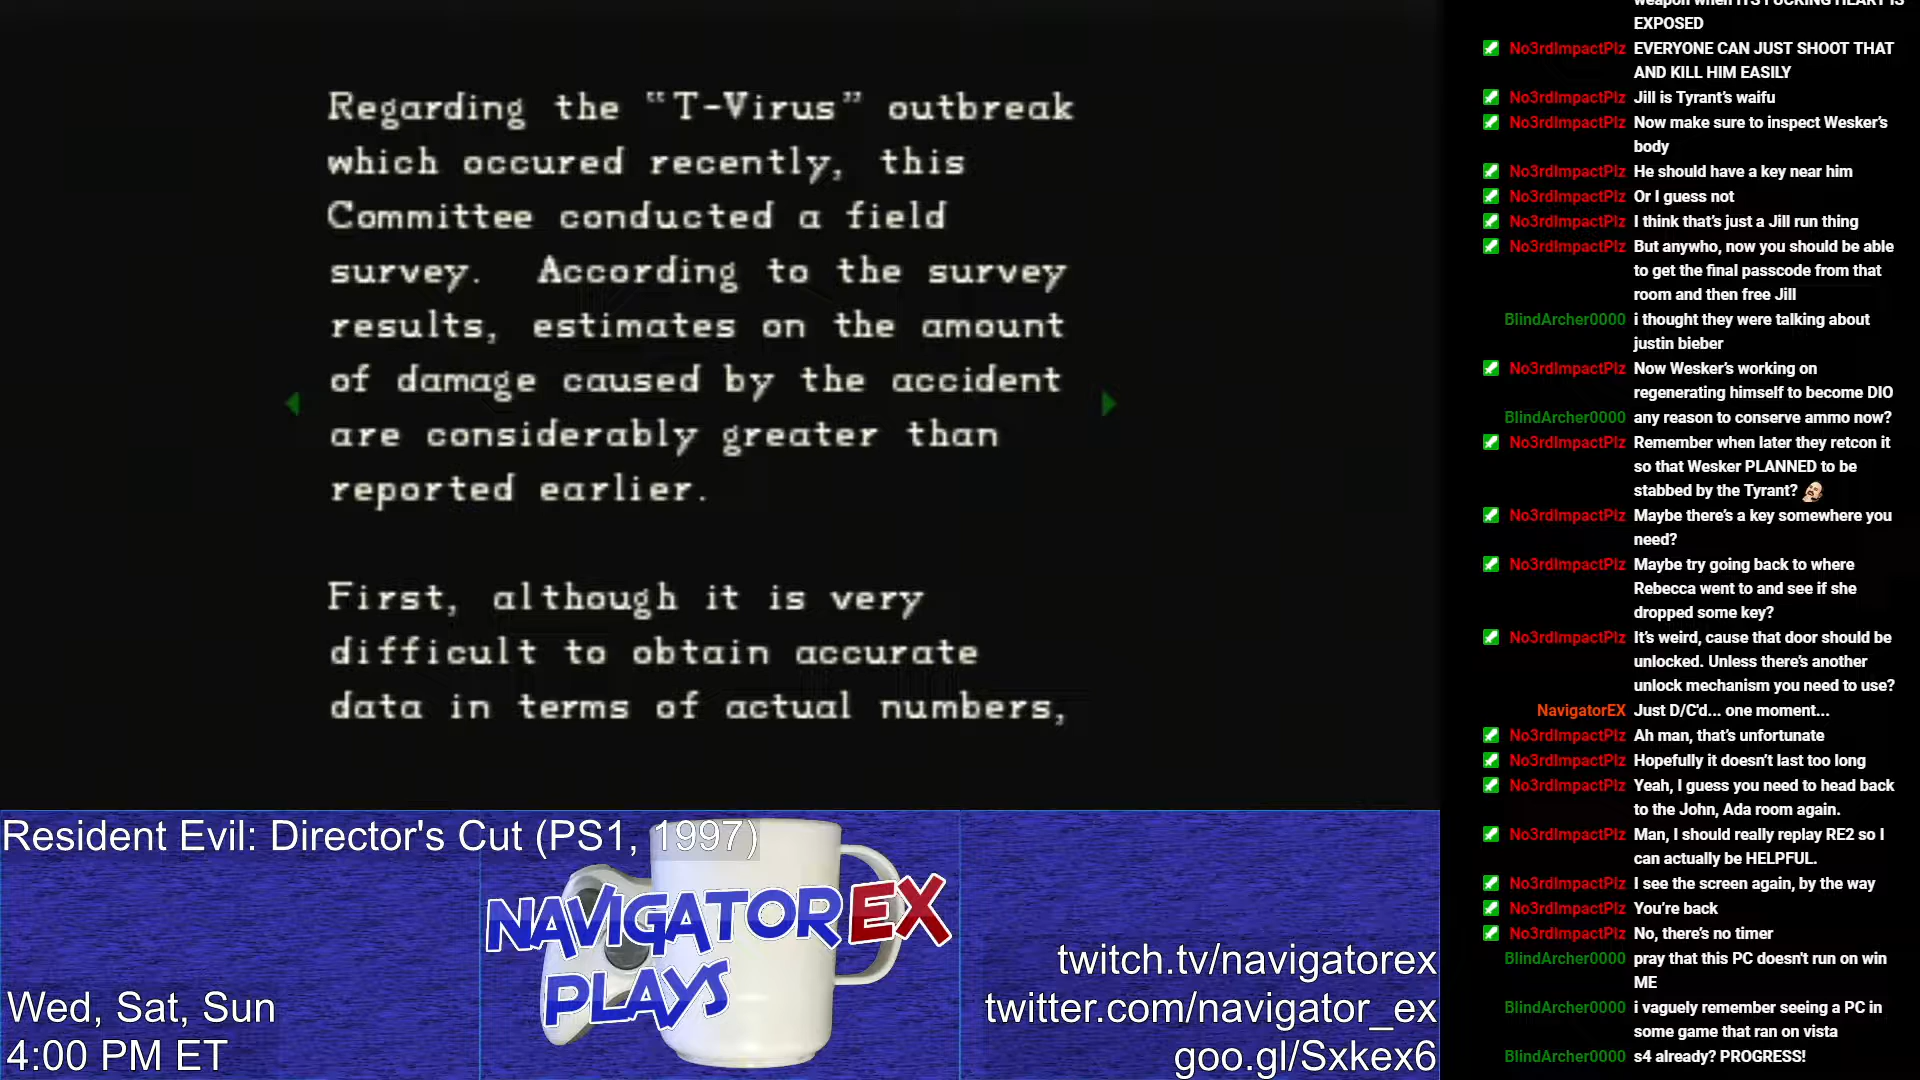 Regarding the “T-Virus” outbreak
which occured recently, this
Committee conducted a field
survey. According to the survey
results, estimates on the amount
of damage caused by the accident
are considerably greater than
reported earlier.
First, although it is very
difficult to obtain accurate
data in terms of actual numbers,
Resident Evil: Director's Cut (PS1, 1997)
NAVIGATOR EX
PLAYS
Wed, Sat, Sun
4:00 PM ET
twitch.tv/navigatorex
twitter.com/navigator_ex
goo.gl/Sxkex6
weapon when ITS FUCKING HEART IS
EXPOSED
No3rdImpactPlz EVERYONE CAN JUST SHOOT THAT
AND KILL HIM EASILY
No3rdImpactPlz Jill is Tyrant’s waifu
No3rdImpactPlz Now make sure to inspect Wesker’s
body
No3rdImpactPlz He should have a key near him
No3rdImpactPlz Or I guess not
No3rdImpactPlz I think that’s just a Jill run thing
No3rdImpactPlz But anywho, now you should be able
to get the final passcode from that
room and then free Jill
BlindArcher0000 i thought they were talking about
justin bieber
No3rdImpactPlz Now Wesker’s working on
regenerating himself to become DIO
BlindArcher0000 any reason to conserve ammo now?
No3rdImpactPlz Remember when later they retcon it
so that Wesker PLANNED to be
stabbed by the Tyrant?
No3rdImpactPlz Maybe there’s a key somewhere you
need?
No3rdImpactPlz Maybe try going back to where
Rebecca went to and see if she
dropped some key?
No3rdImpactPlz It’s weird, cause that door should be
unlocked. Unless there’s another
unlock mechanism you need to use?
NavigatorEX Just D/C'd... one moment...
No3rdImpactPlz Ah man, that’s unfortunate
No3rdImpactPlz Hopefully it doesn’t last too long
No3rdImpactPlz Yeah, I guess you need to head back
to the John, Ada room again.
No3rdImpactPlz Man, I should really replay RE2 so I
can actually be HELPFUL.
No3rdImpactPlz I see the screen again, by the way
No3rdImpactPlz You’re back
No3rdImpactPlz No, there’s no timer
BlindArcher0000 pray that this PC doesn't run on win
ME
BlindArcher0000 i vaguely remember seeing a PC in
some game that ran on vista
BlindArcher0000 s4 already? PROGRESS!